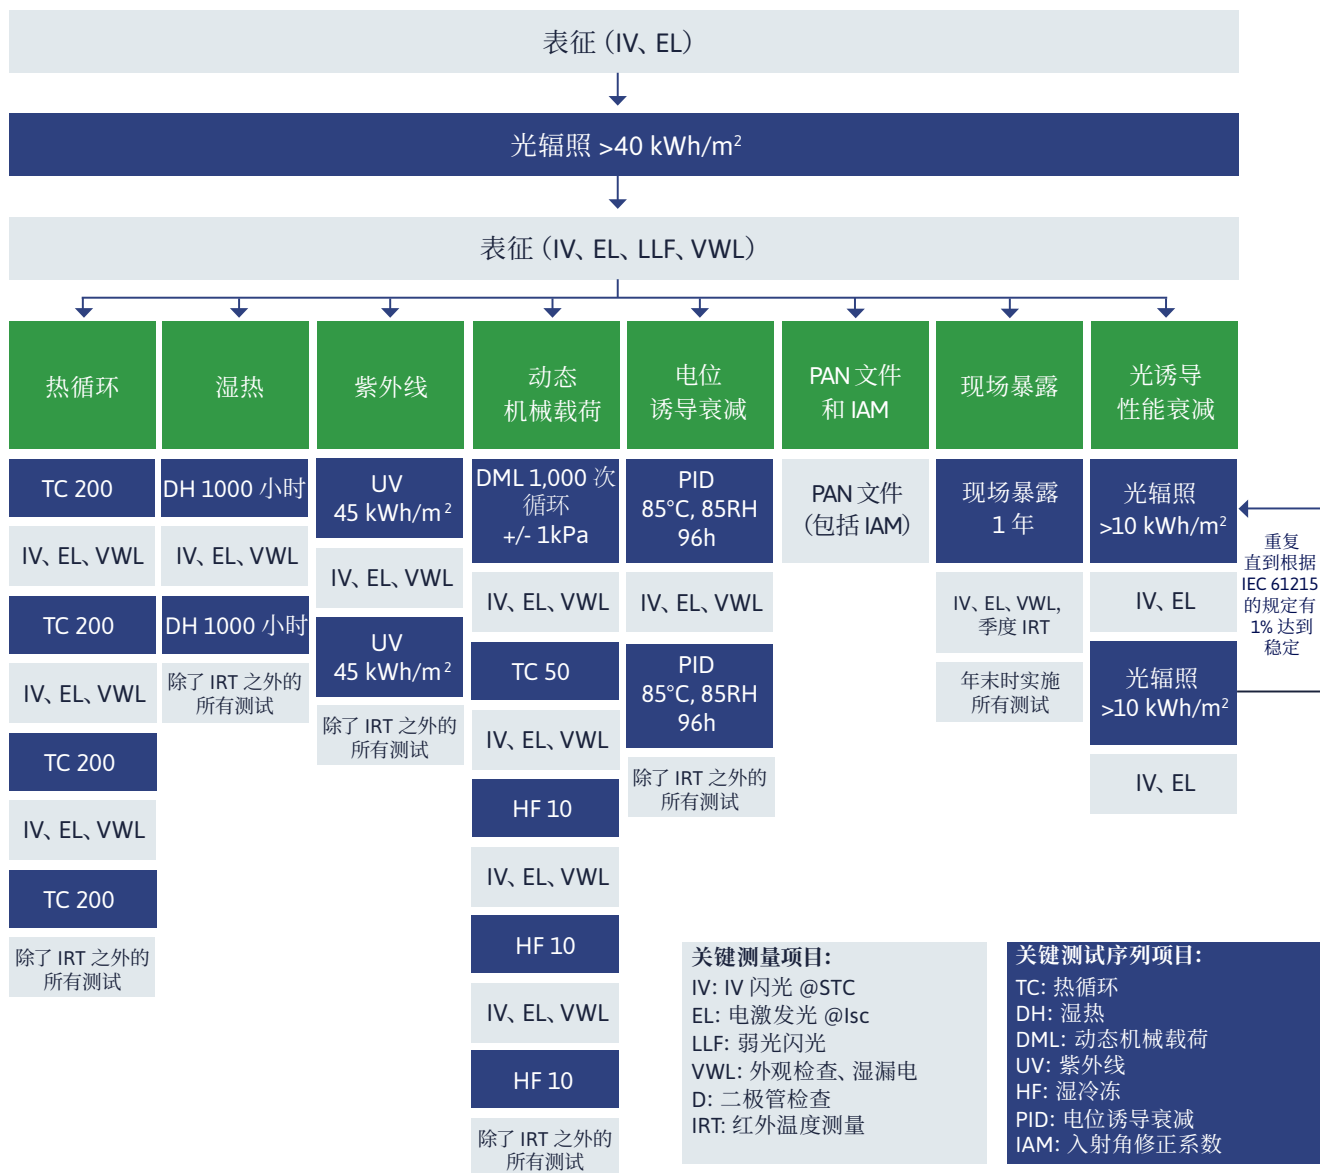 表征（IV、EL）
光辐照 >40 kWh/m²
表征（IV、EL、LLF、VWL）
热循环
TC 200
IV、EL、VWL
TC 200
IV、EL、VWL
TC 200
IV、EL、VWL
TC 200
除了 IRT 之外的
所有测试
湿热
DH 1000 小时
IV、EL、VWL
DH 1000 小时
除了 IRT 之外的
所有测试
紫外线
UV
45 kWh/m²
IV、EL、VWL
UV
45 kWh/m²
除了 IRT 之外的
所有测试
动态
机械载荷
DML 1,000 次
循环
+/- 1kPa
IV、EL、VWL
TC 50
IV、EL、VWL
HF 10
IV、EL、VWL
HF 10
IV、EL、VWL
HF 10
除了 IRT 之外的
所有测试
电位
诱导衰减
PID
85°C, 85RH
96h
IV、EL、VWL
PID
85°C, 85RH
96h
除了 IRT 之外的
所有测试
PAN 文件
和 IAM
PAN 文件
（包括 IAM）
现场暴露
现场暴露
1 年
IV、EL、VWL,
季度 IRT
年末时实施
所有测试
光诱导
性能衰减
光辐照
>10 kWh/m²
IV、EL
光辐照
>10 kWh/m²
IV、EL
重复
直到根据
IEC 61215
的规定有
1% 达到
稳定
关键测量项目:
IV: IV 闪光 @STC
EL: 电激发光 @Isc
LLF: 弱光闪光
VWL: 外观检查、湿漏电
D: 二极管检查
IRT: 红外温度测量
关键测试序列项目:
TC: 热循环
DH: 湿热
DML: 动态机械载荷
UV: 紫外线
HF: 湿冷冻
PID: 电位诱导衰减
IAM: 入射角修正系数